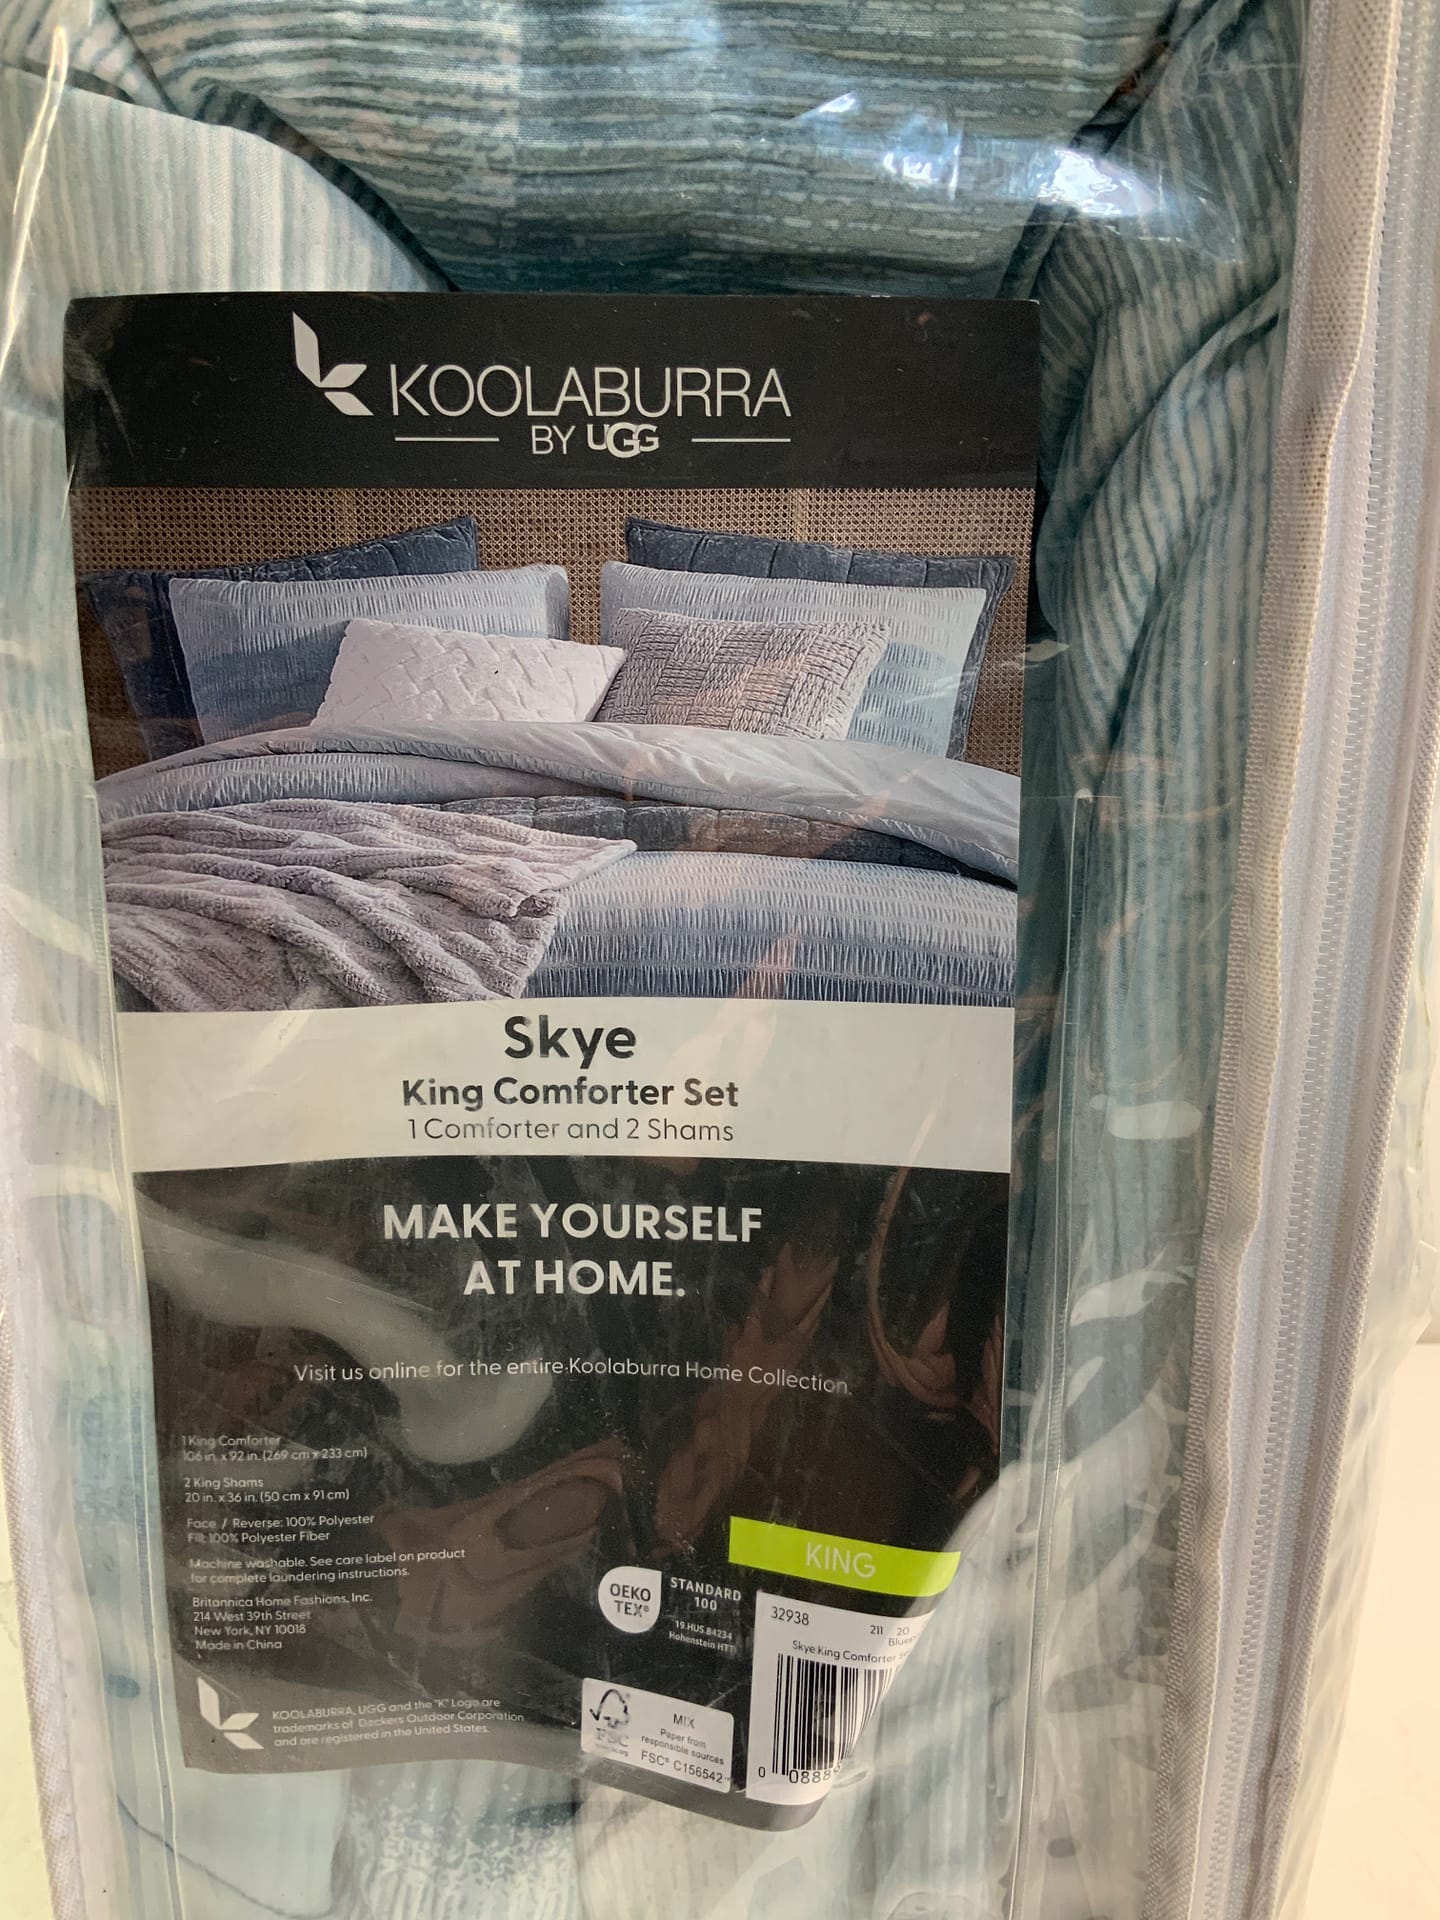 KOOLABURRA
BY UGG
Skye
King Comforter Set
1 Comforter and 2 Shams
MAKE YOURSELF
AT HOME.
Visit us online for the entire Koolaburra Home Collection.
1 King Comforter
106 in. x 92 in. (269 cm x 233 cm)
2 King Shams
20 in. x 36 in. (50 cm x 91 cm)
Face / Reverse: 100% Polyester
Fill: 100% Polyester Fiber
Machine washable. See care label on product
for complete laundering instructions.
Britannica Home Fashions, Inc.
214 West 39th Street
New York, NY 10018
Made in China
KOOLABURRA, UGG and the "K" Logo are
trademarks of Deckers Outdoor Corporation
and are registered in the United States.
OEKO
TEX®
STANDARD
100
19.HUS.84234
Hohenstein HTTI
FSC
MIX
Paper from
responsible sources
FSC® C156542
KING
32938
211 20
Skye King Comforter
0 0888